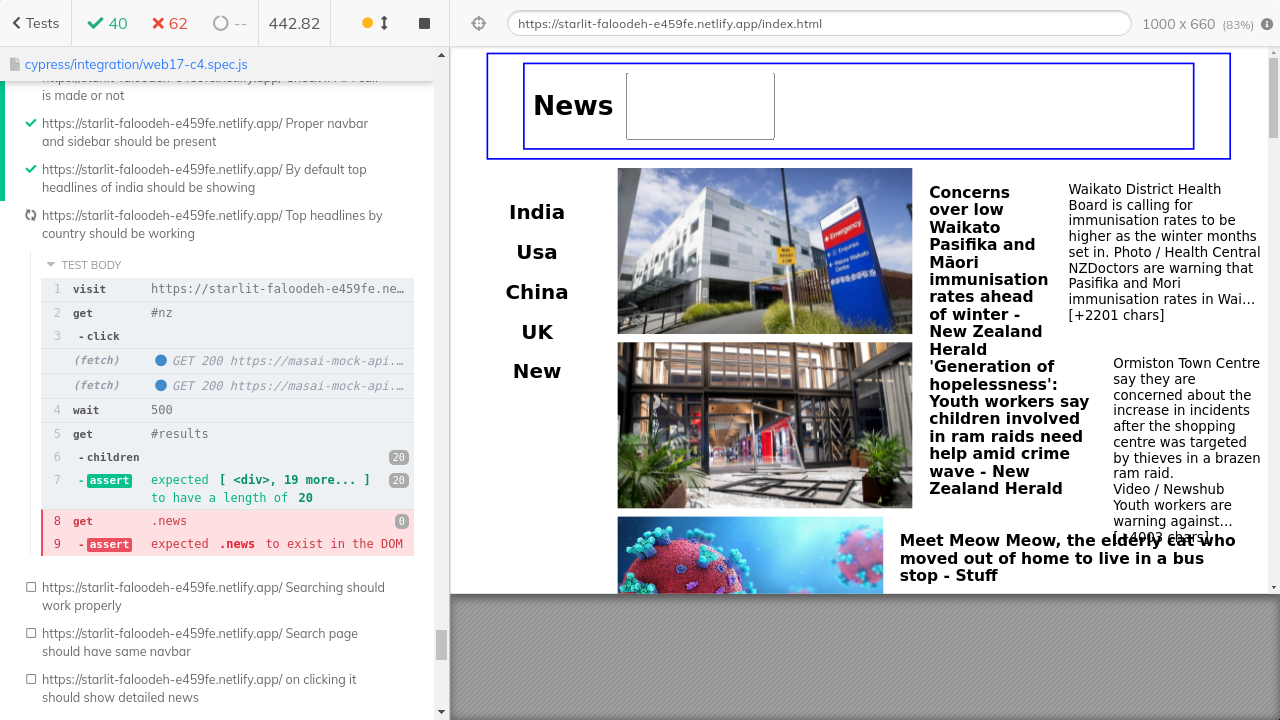 Tests
40
62
--
442.82
https://starlit-faloodeh-e459fe.netlify.app/index.html
1000 x 660 (83%)
cypress/integration/web17-c4.spec.js
is made or not
https://starlit-faloodeh-e459fe.netlify.app/ Proper navbar
and sidebar should be present
https://starlit-faloodeh-e459fe.netlify.app/ By default top
headlines of india should be showing
https://starlit-faloodeh-e459fe.netlify.app/ Top headlines by
country should be working
TEST BODY
1 visit https://starlit-faloodeh-e459fe.ne…
2 get #nz
3 -click
(fetch) GET 200 https://masai-mock-api.…
(fetch) GET 200 https://masai-mock-api.…
4 wait 500
5 get #results
6 -children 20
7 -assert expected [ <div>, 19 more... ] 20
to have a length of 20
8 get .news 0
9 -assert expected .news to exist in the DOM
https://starlit-faloodeh-e459fe.netlify.app/ Searching should
work properly
https://starlit-faloodeh-e459fe.netlify.app/ Search page
should have same navbar
https://starlit-faloodeh-e459fe.netlify.app/ on clicking it
should show detailed news
News
India
Usa
China
UK
New
Emergency
Concerns
over low
Waikato
Pasifika and
Māori
immunisation
rates ahead
of winter -
New Zealand
Herald
Waikato District Health
Board is calling for
immunisation rates to be
higher as the winter months
set in. Photo / Health Central
NZDoctors are warning that
Pasifika and Mori
immunisation rates in Wai…
[+2201 chars]
'Generation of
hopelessness':
Youth workers say
children involved
in ram raids need
help amid crime
wave - New
Zealand Herald
Ormiston Town Centre
say they are
concerned about the
increase in incidents
after the shopping
centre was targeted
by thieves in a brazen
ram raid.
Video / Newshub
Youth workers are
warning against…
[+4003 chars]
Meet Meow Meow, the elderly cat who
moved out of home to live in a bus
stop - Stuff